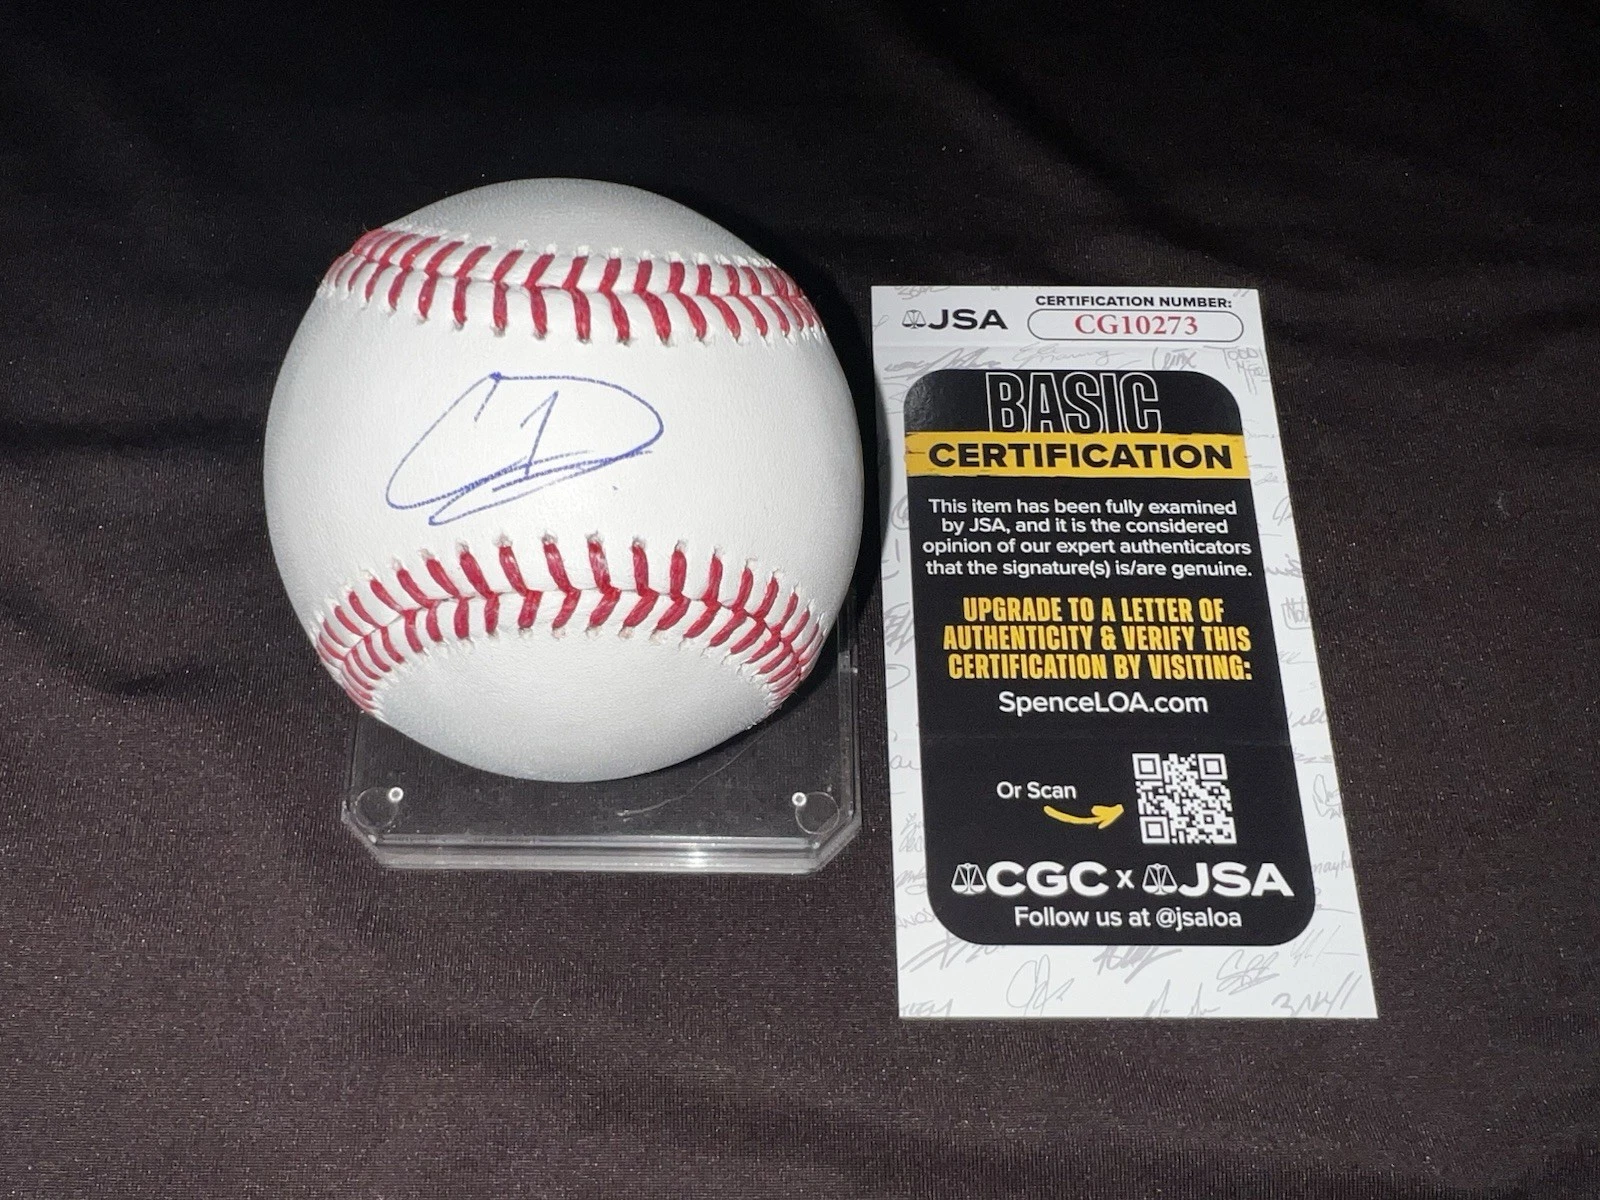 JSA
CERTIFICATION NUMBER:
CG10273
BASIC
CERTIFICATION
This item has been fully examined
by JSA, and it is the considered
opinion of our expert authenticators
that the signature(s) is/are genuine.
UPGRADE TO A LETTER OF
AUTHENTICITY & VERIFY THIS
CERTIFICATION BY VISITING:
SpenceLOA.com
Or Scan
CGC x JSA
Follow us at @jsaloa